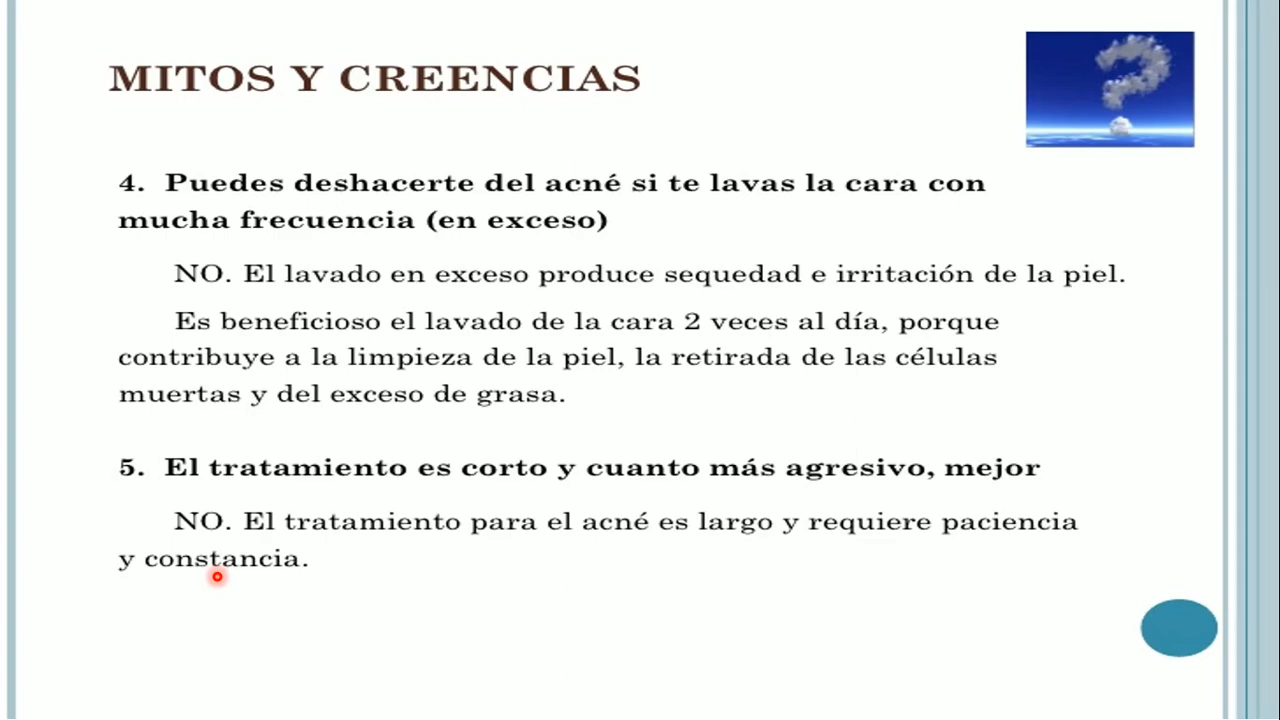 MITOS Y CREENCIAS
4. Puedes deshacerte del acné si te lavas la cara con
mucha frecuencia (en exceso)
NO. El lavado en exceso produce sequedad e irritación de la piel.
Es beneficioso el lavado de la cara 2 veces al día, porque
contribuye a la limpieza de la piel, la retirada de las células
muertas y del exceso de grasa.
5. El tratamiento es corto y cuanto más agresivo, mejor
NO. El tratamiento para el acné es largo y requiere paciencia
y constancia.